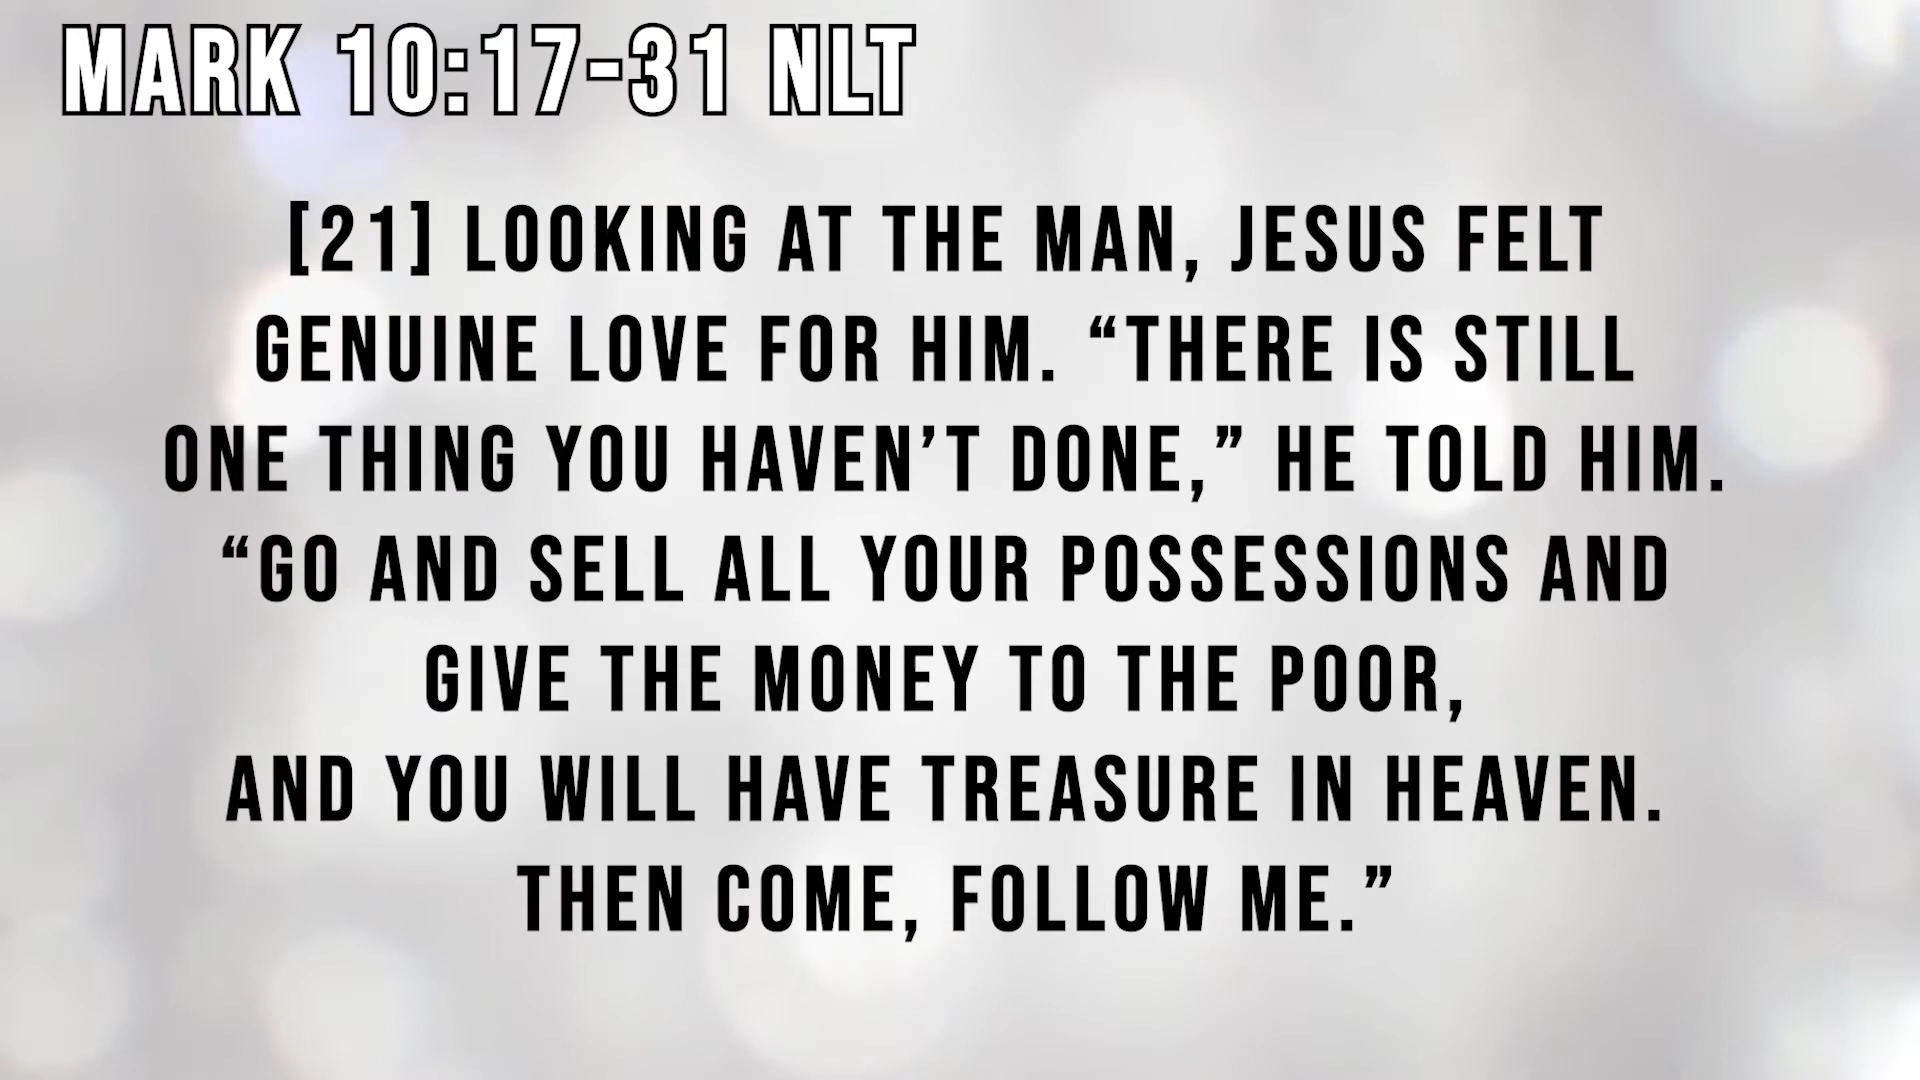 MARK 10:17-31 NLT
[21] LOOKING AT THE MAN, JESUS FELT
GENUINE LOVE FOR HIM. “THERE IS STILL
ONE THING YOU HAVEN’T DONE,” HE TOLD HIM.
“GO AND SELL ALL YOUR POSSESSIONS AND
GIVE THE MONEY TO THE POOR,
AND YOU WILL HAVE TREASURE IN HEAVEN.
THEN COME, FOLLOW ME.”